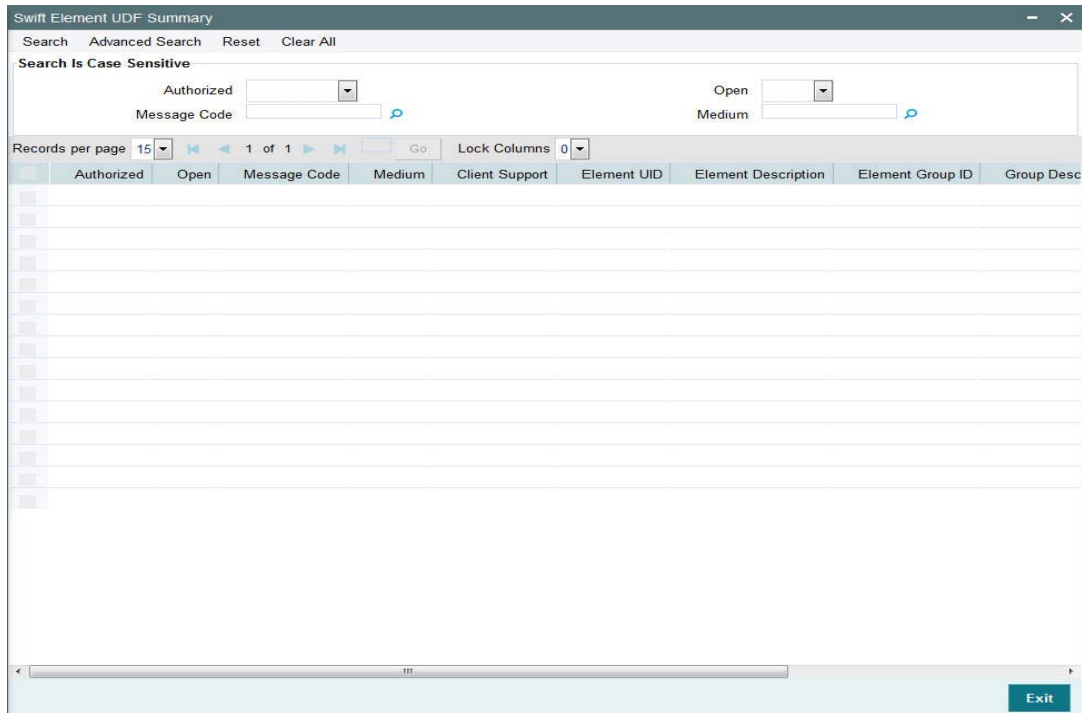 Swift Element UDF Summary
Search Advanced Search Reset Clear All
Search Is Case Sensitive
Authorized Open
Message Code Medium
Records per page 15 1 of 1 Go Lock Columns 0
Authorized Open Message Code Medium Client Support Element UID Element Description Element Group ID Group Desc
Exit